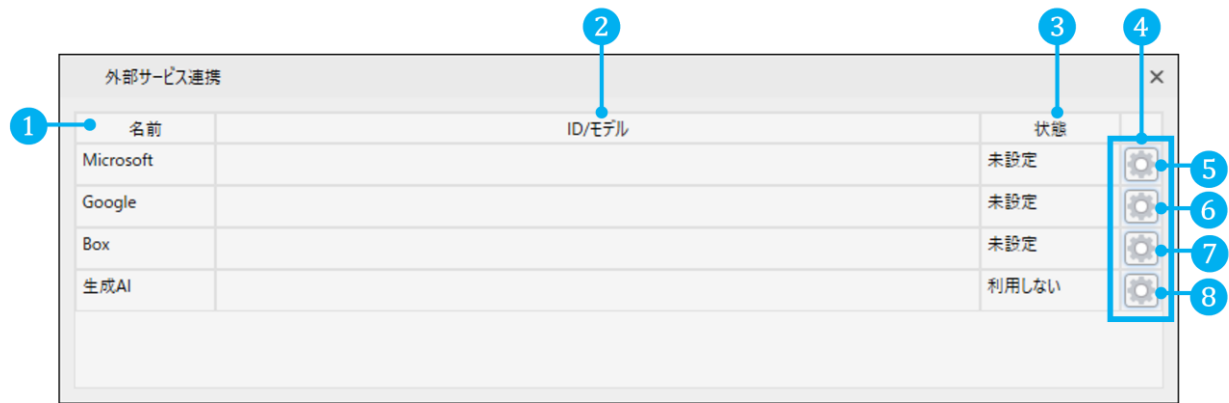 2 3 4
外部サービス連携 ×
1 名前 ID/モデル 状態
Microsoft 未設定 5
Google 未設定 6
Box 未設定 7
生成AI 利用しない 8